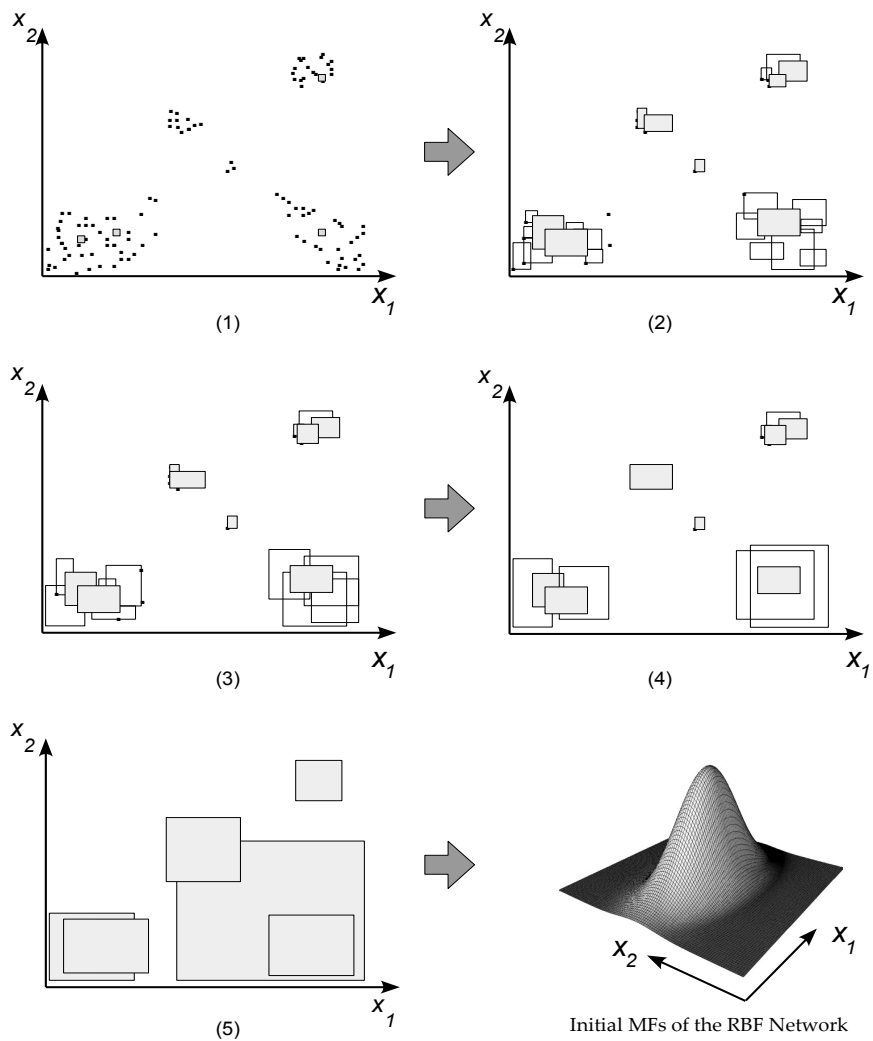 x2
x2
x1
x1
(1)
(2)
x2
x2
x1
x1
(3)
(4)
x2
x1
(5)
x2
x1
Initial MFs of the RBF Network